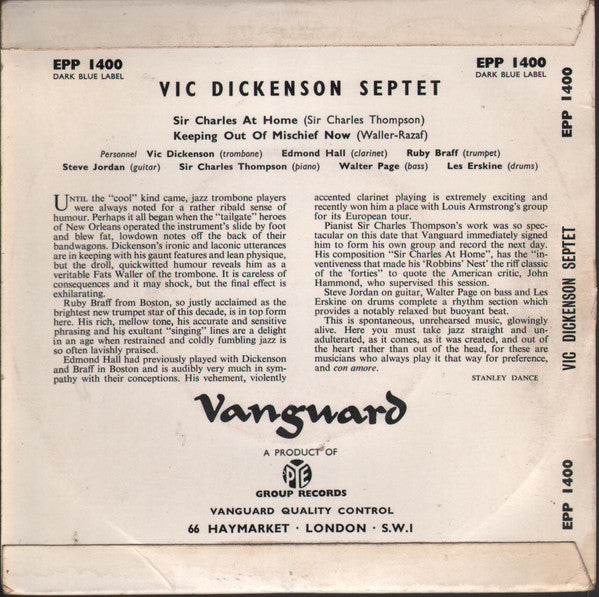 EPP 1400
DARK BLUE LABEL
EPP 1400
DARK BLUE LABEL
VIC DICKENSON SEPTET
Sir Charles At Home (Sir Charles Thompson)
Keeping Out Of Mischief Now (Waller-Razaf)
Personnel Vic Dickenson (trombone) Edmond Hall (clarinet) Ruby Braff (trumpet)
Steve Jordan (guitar) Sir Charles Thompson (piano) Walter Page (bass) Les Erskine (drums)
UNTIL the "cool" kind came, jazz trombone players
were always noted for a rather ribald sense of
humour. Perhaps it all began when the "tailgate" heroes
of New Orleans operated the instrument's slide by foot
and blew fat, lowdown notes off the back of their
bandwagons. Dickenson's ironic and laconic utterances
are in keeping with his gaunt features and lean physique,
but the droll, quickwitted humour reveals him as a
veritable Fats Waller of the trombone. It is careless of
consequences and it may shock, but the final effect is
exhilarating.
Ruby Braff from Boston, so justly acclaimed as the
brightest new trumpet star of this decade, is in top form
here. His rich, mellow tone, his accurate and sensitive
phrasing and his exultant "singing" lines are a delight
in an age when restrained and coldly fumbling jazz is
so often lavishly praised.
Edmond Hall had previously played with Dickenson
and Braff in Boston and is audibly very much in sym-
pathy with their conceptions. His vehement, violently
accented clarinet playing is extremely exciting and
recently won him a place with Louis Armstrong's group
for its European tour.
Pianist Sir Charles Thompson's work was so spec-
tacular on this date that Vanguard immediately signed
him to form his own group and record the next day.
His composition "Sir Charles At Home", has the "in-
ventiveness that made his 'Robbins' Nest' the riff classic
of the 'forties" to quote the American critic, John
Hammond, who supervised this session.
Steve Jordan on guitar, Walter Page on bass and Les
Erskine on drums complete a rhythm section which
provides a notably relaxed but buoyant beat.
This is spontaneous, unrehearsed music, glowingly
alive. Here you must take jazz straight and un-
adulterated, as it comes, as it was created, and out of
the heart rather than out of the head, for these are
musicians who always play it that way for preference,
and con amore.
STANLEY DANCE
Vanguard
A PRODUCT OF
PYE
GROUP RECORDS
VANGUARD QUALITY CONTROL
66 HAYMARKET · LONDON · S.W.1
EPP 1400
VIC DICKENSON SEPTET
EPP 1400